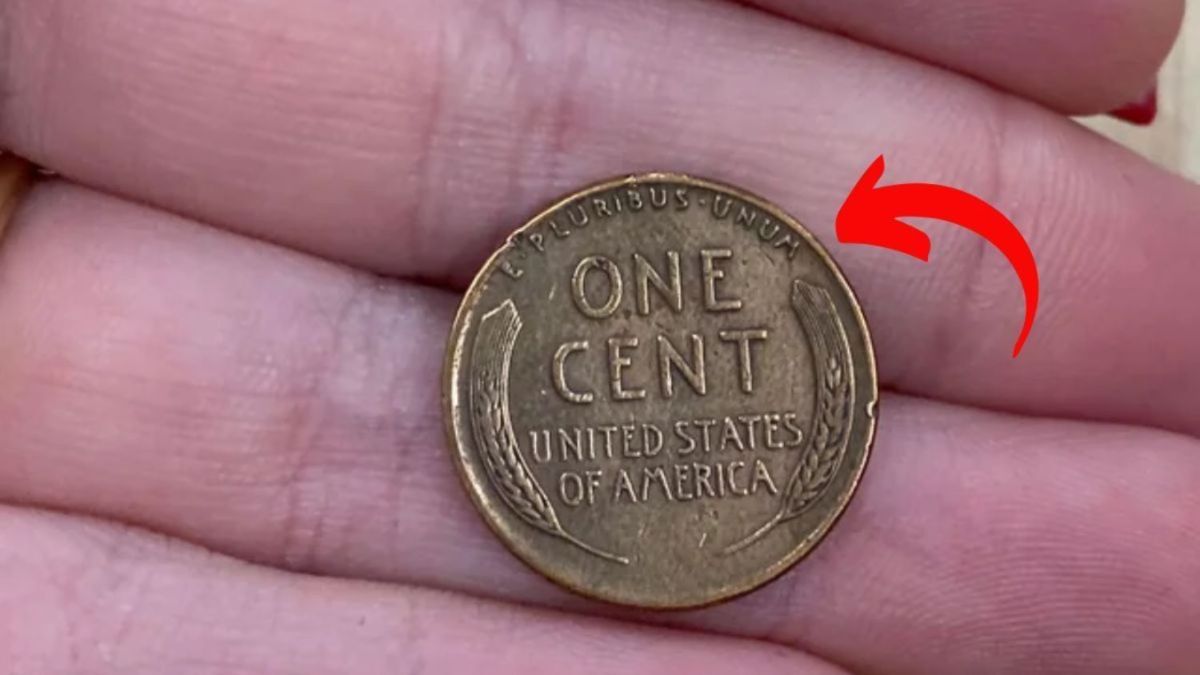 E·PLURIBUS·UNUM
ONE
CENT
UNITED STATES
OF AMERICA